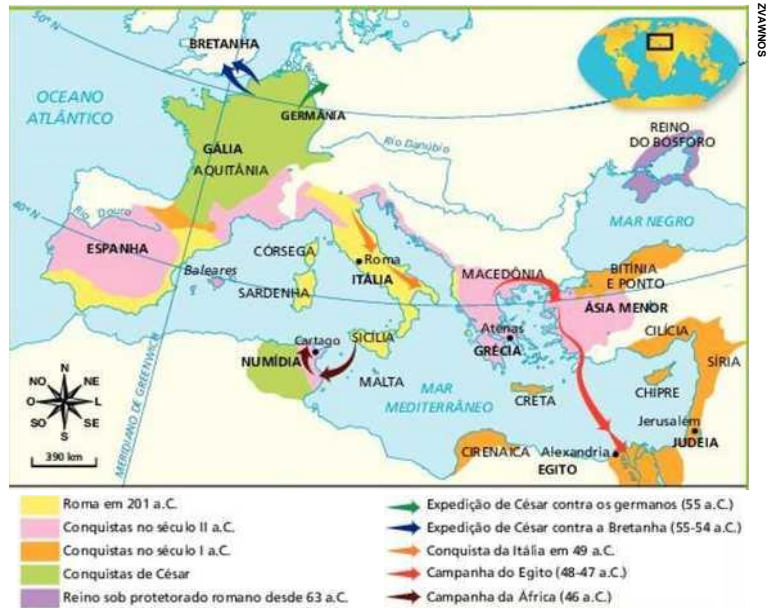 ZVAWNOS
50° N
BRETANHA
OCEANO
ATLÂNTICO
GERMÂNIA
GÁLIA
AQUITÂNIA
Rio Danúbio
REINO
DO BÓSFORO
40° N
Rio Douro
MAR NEGRO
ESPANHA
CÓRSEGA
Roma
Baleares
ITÁLIA
MACEDÔNIA
BITÍNIA
E PONTO
SARDENHA
ÁSIA MENOR
Atenas
CILÍCIA
Cartago
SICÍLIA
GRÉCIA
NUMÍDIA
SÍRIA
MALTA
MAR
MEDITERRÂNEO
CRETA
CHIPRE
N
NO
NE
O
L
SO
SE
S
Jerusalém
JUDEIA
MERIDIANO DE GREENWICH
CIRENAICA
Alexandria
EGITO
390 km
Roma em 201 a.C.
Conquistas no século II a.C.
Conquistas no século I a.C.
Conquistas de César
Reino sob protetorado romano desde 63 a.C.
Expedição de César contra os germanos (55 a.C.)
Expedição de César contra a Bretanha (55-54 a.C.)
Conquista da Itália em 49 a.C.
Campanha do Egito (48-47 a.C.)
Campanha da África (46 a.C.)